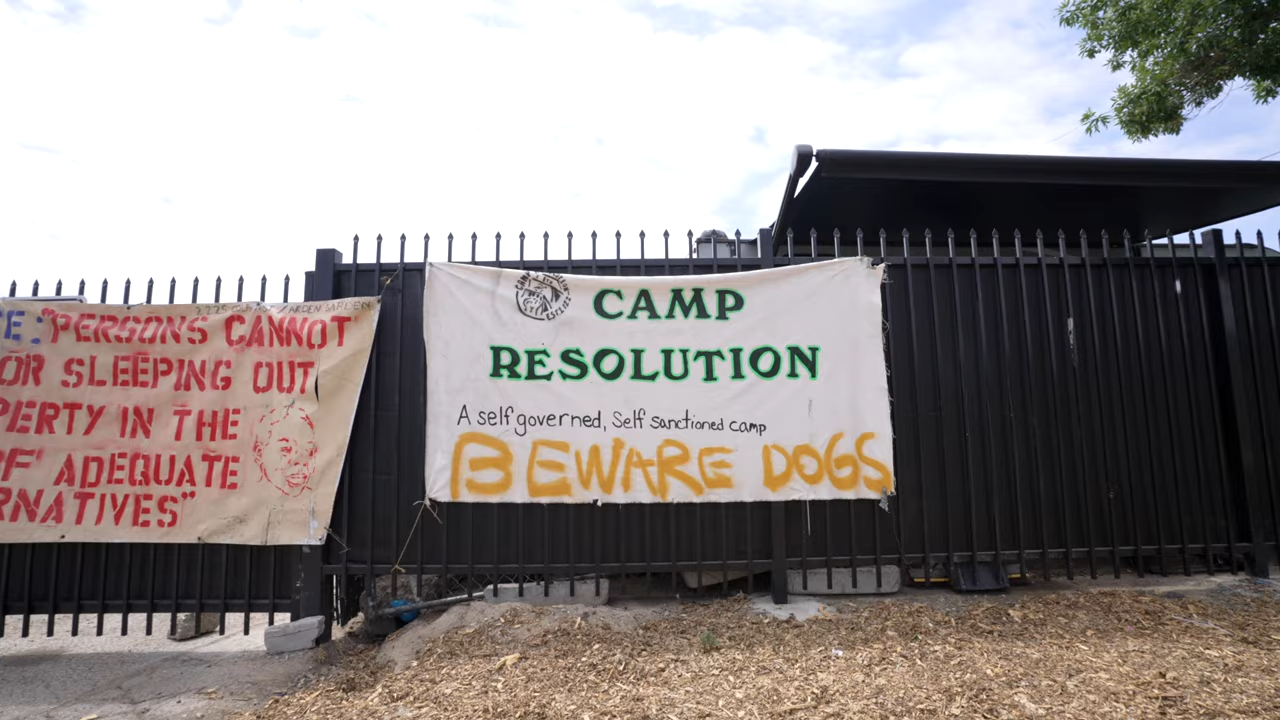 E: "PERSONS CANNOT
OR SLEEPING OUT
PERTY IN THE
OF ADEQUATE
RNATIVES"
CAMP
RESOLUTION
A self governed, Self sanctioned camp
BEWARE DOGS